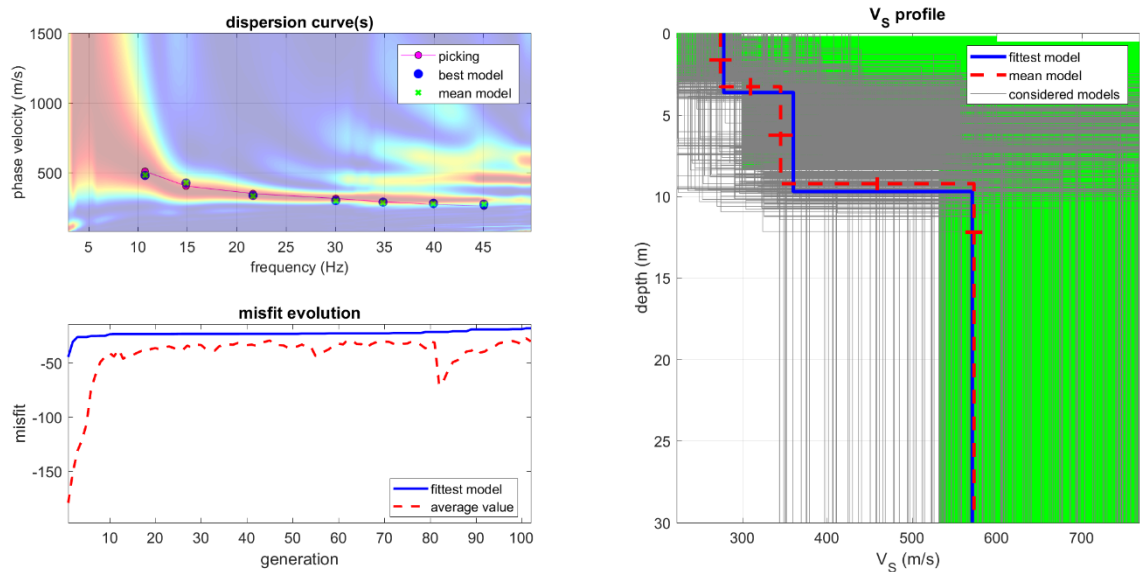 dispersion curve(s)
1500
1000
500
phase velocity (m/s)
picking
best model
mean model
5 10 15 20 25 30 35 40 45
frequency (Hz)
misfit evolution
-50
-100
-150
misfit
fittest model
average value
10 20 30 40 50 60 70 80 90 100
generation
V_S profile
0
5
10
15
20
25
30
depth (m)
fittest model
mean model
considered models
300 400 500 600 700
V_S (m/s)